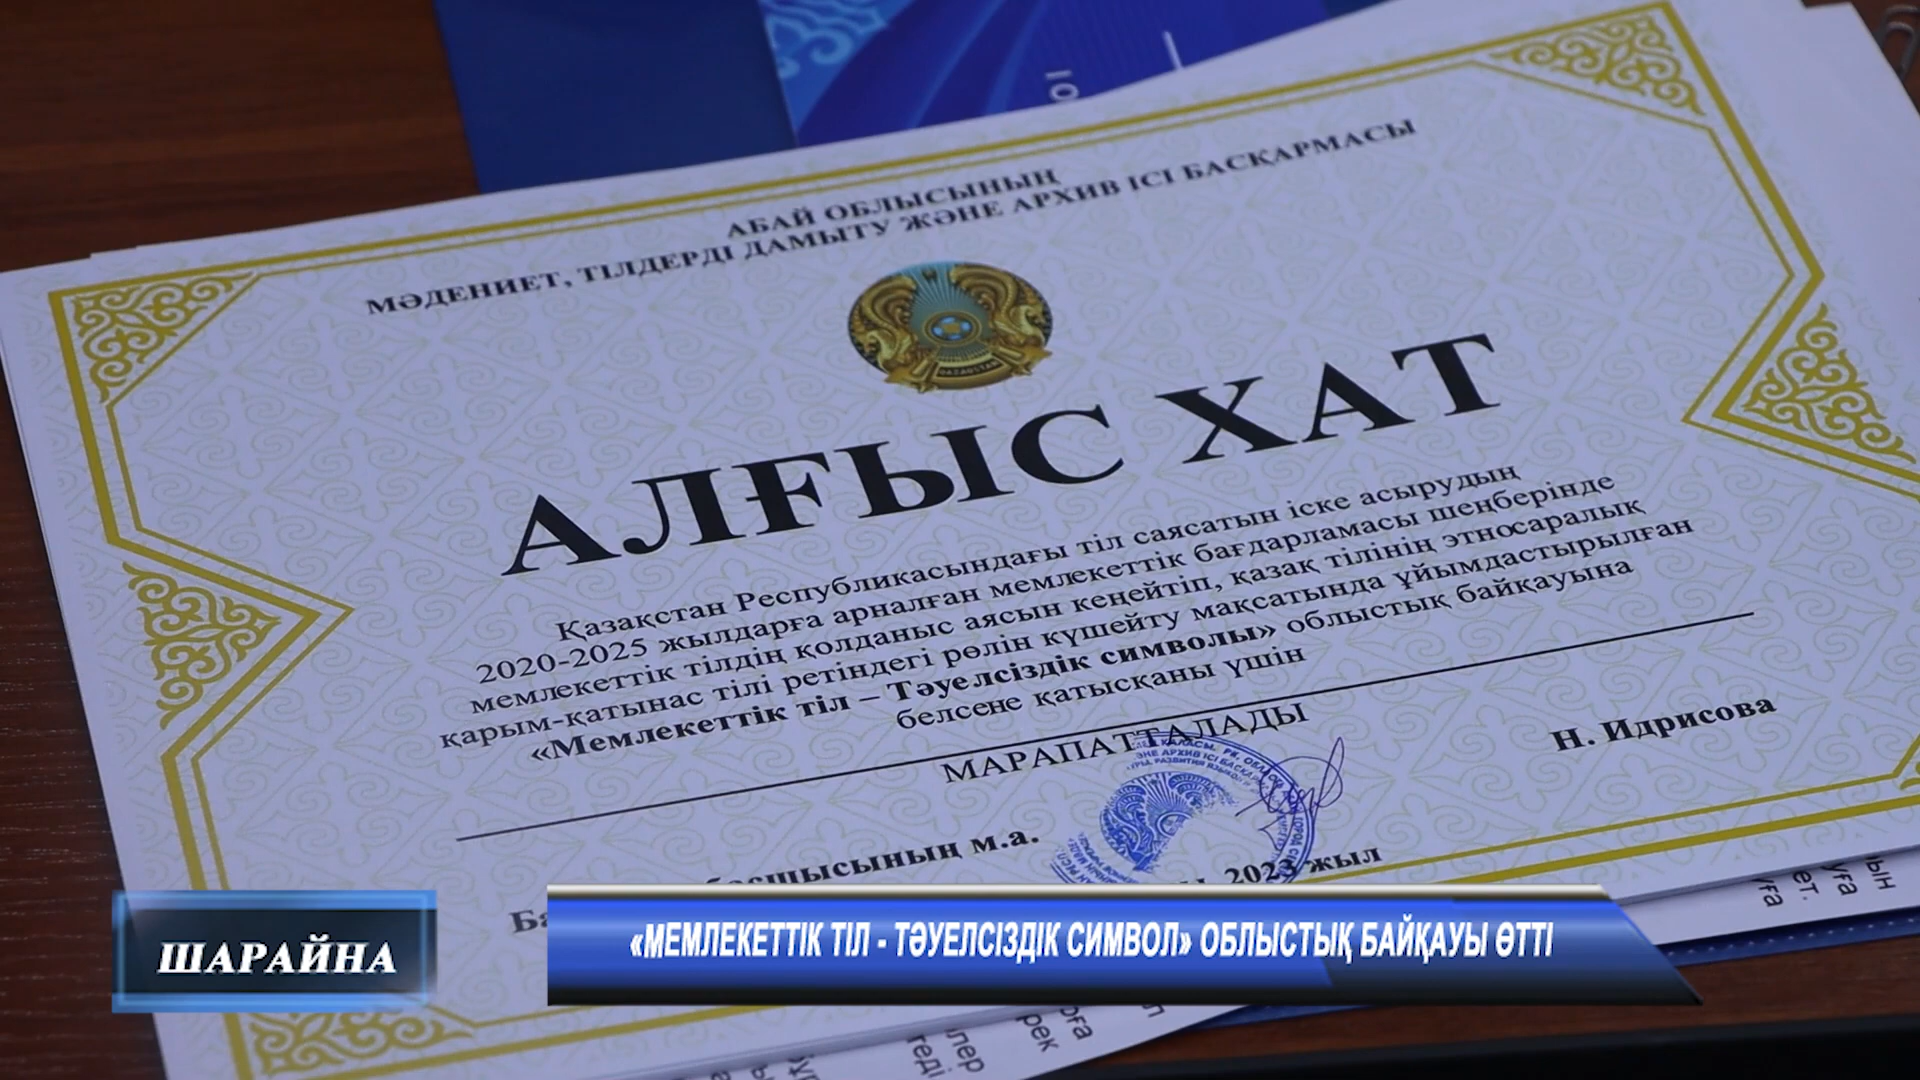 АБАЙ ОБЛЫСЫНЫҢ
МӘДЕНИЕТ, ТІЛДЕРДІ ДАМЫТУ ЖӘНЕ АРХИВ ІСІ БАСҚАРМАСЫ
QAZAQSTAN
АЛҒЫС ХАТ
Қазақстан Республикасындағы тіл саясатын іске асырудың
2020-2025 жылдарға арналған мемлекеттік бағдарламасы шеңберінде
мемлекеттік тілдің қолданыс аясын кеңейтіп, қазақ тілінің этносаралық
қарым-қатынас тілі ретіндегі рөлін күшейту мақсатында ұйымдастырылған
«Мемлекеттік тіл – Тәуелсіздік символы» облыстық байқауына
белсене қатысқаны үшін
МАРАПАТТАЛАДЫ
м.а.
Н. Идрисова
2023 жыл
ШАРАЙНА
«МЕМЛЕКЕТТІК ТІЛ - ТӘУЕЛСІЗДІК СИМВОЛ» ОБЛЫСТЫҚ БАЙҚАУЫ ӨТТІ